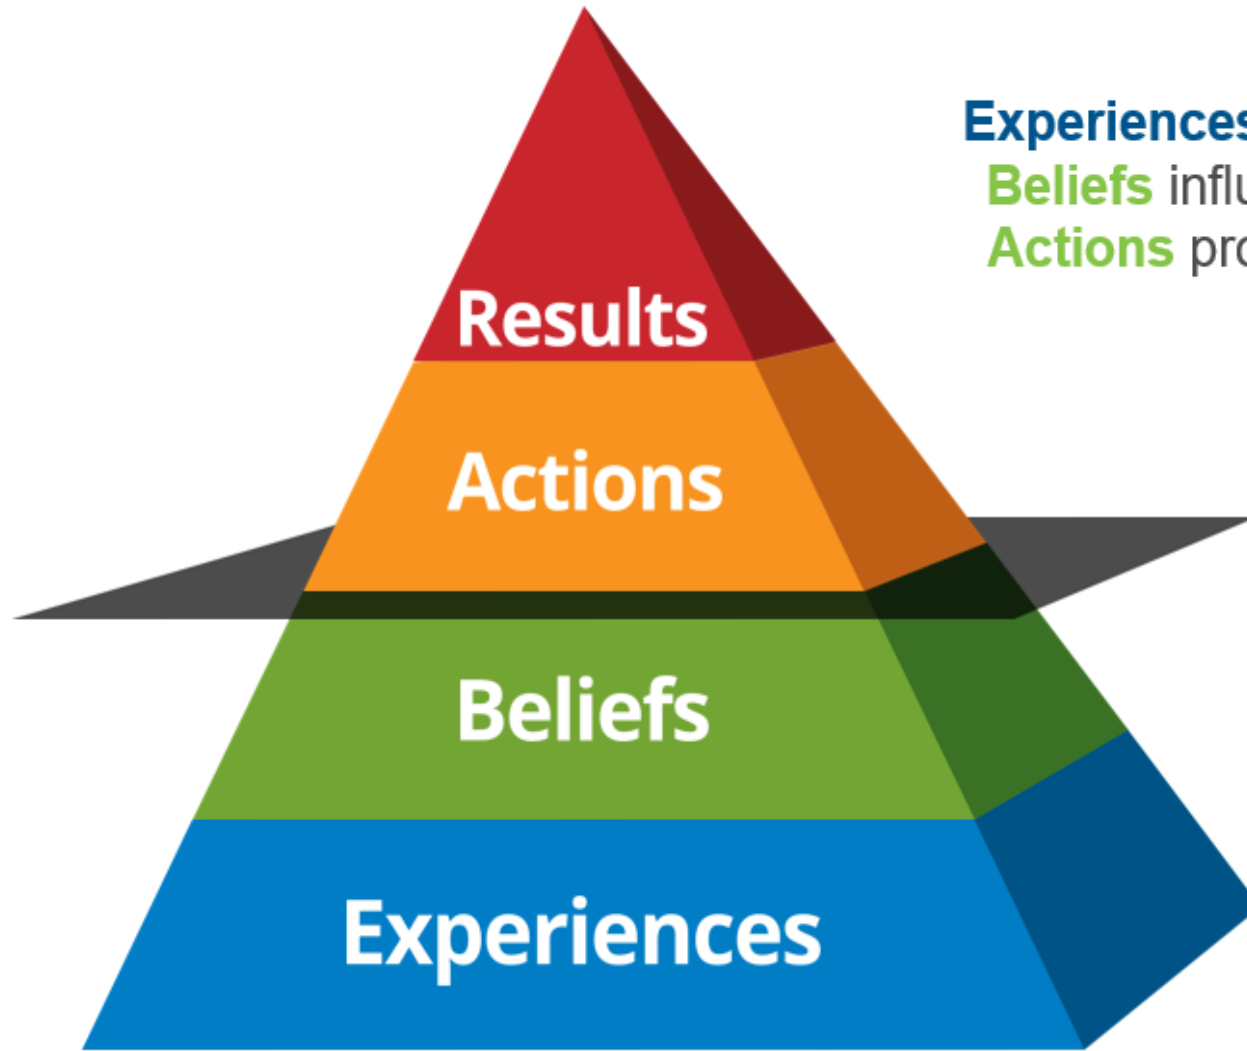 Experiences
Beliefs
Actions
Results
Actions
Beliefs
Experiences